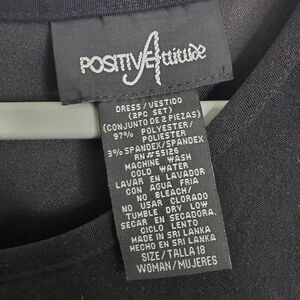 POSITIVE Attitude
DRESS/VESTIDO
(2PC SET)
(CONJUNTO DE 2 PIEZAS)
97% POLYESTER/
POLIESTER
3% SPANDEX/SPANDEX
RN#55126
MACHINE WASH
COLD WATER
LAVAR EN LAVADOR
CON AGUA FRIA
NO BLEACH/
NO USAR CLORADO
TUMBLE DRY LOW
SECAR EN SECADORA,
CICLO LENTO
MADE IN SRI LANKA
HECHO EN SRI LANKA
SIZE/TALLA 18
WOMAN/MUJERES